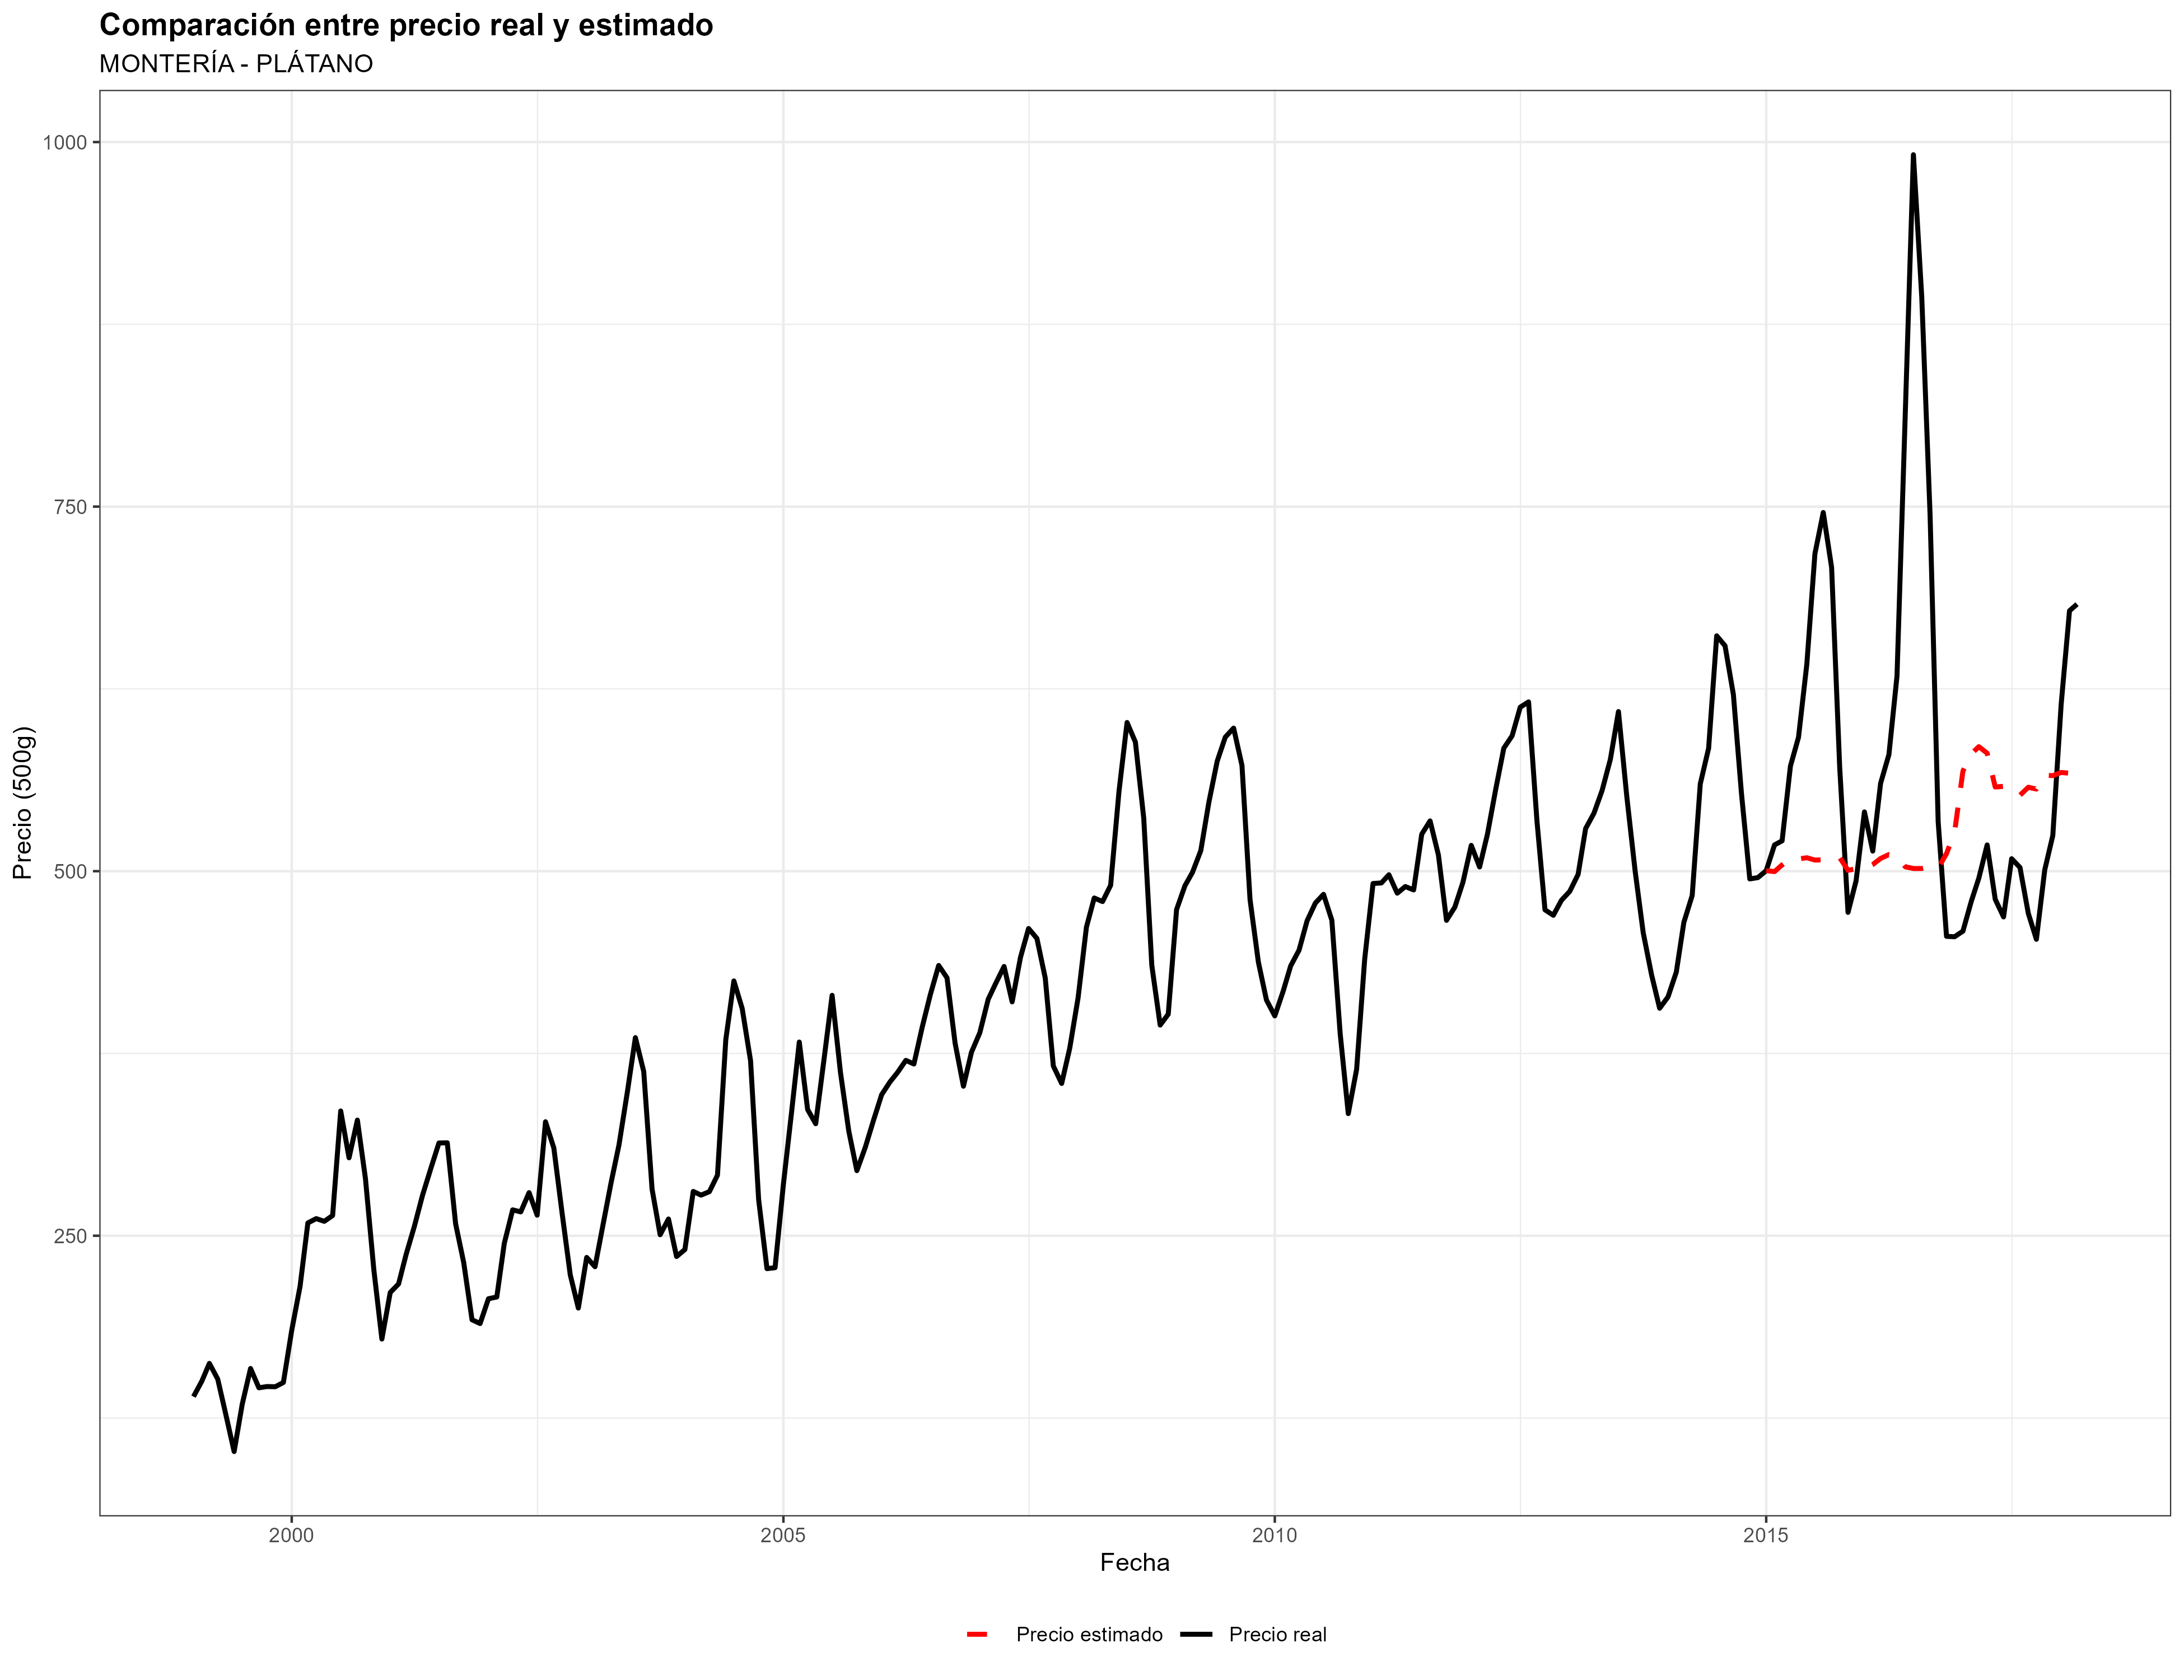 Comparación entre precio real y estimado
MONTERÍA - PLÁTANO
Precio (500g)
1000
750
500
250
2000
2005
2010
2015
Fecha
Precio estimado
Precio real